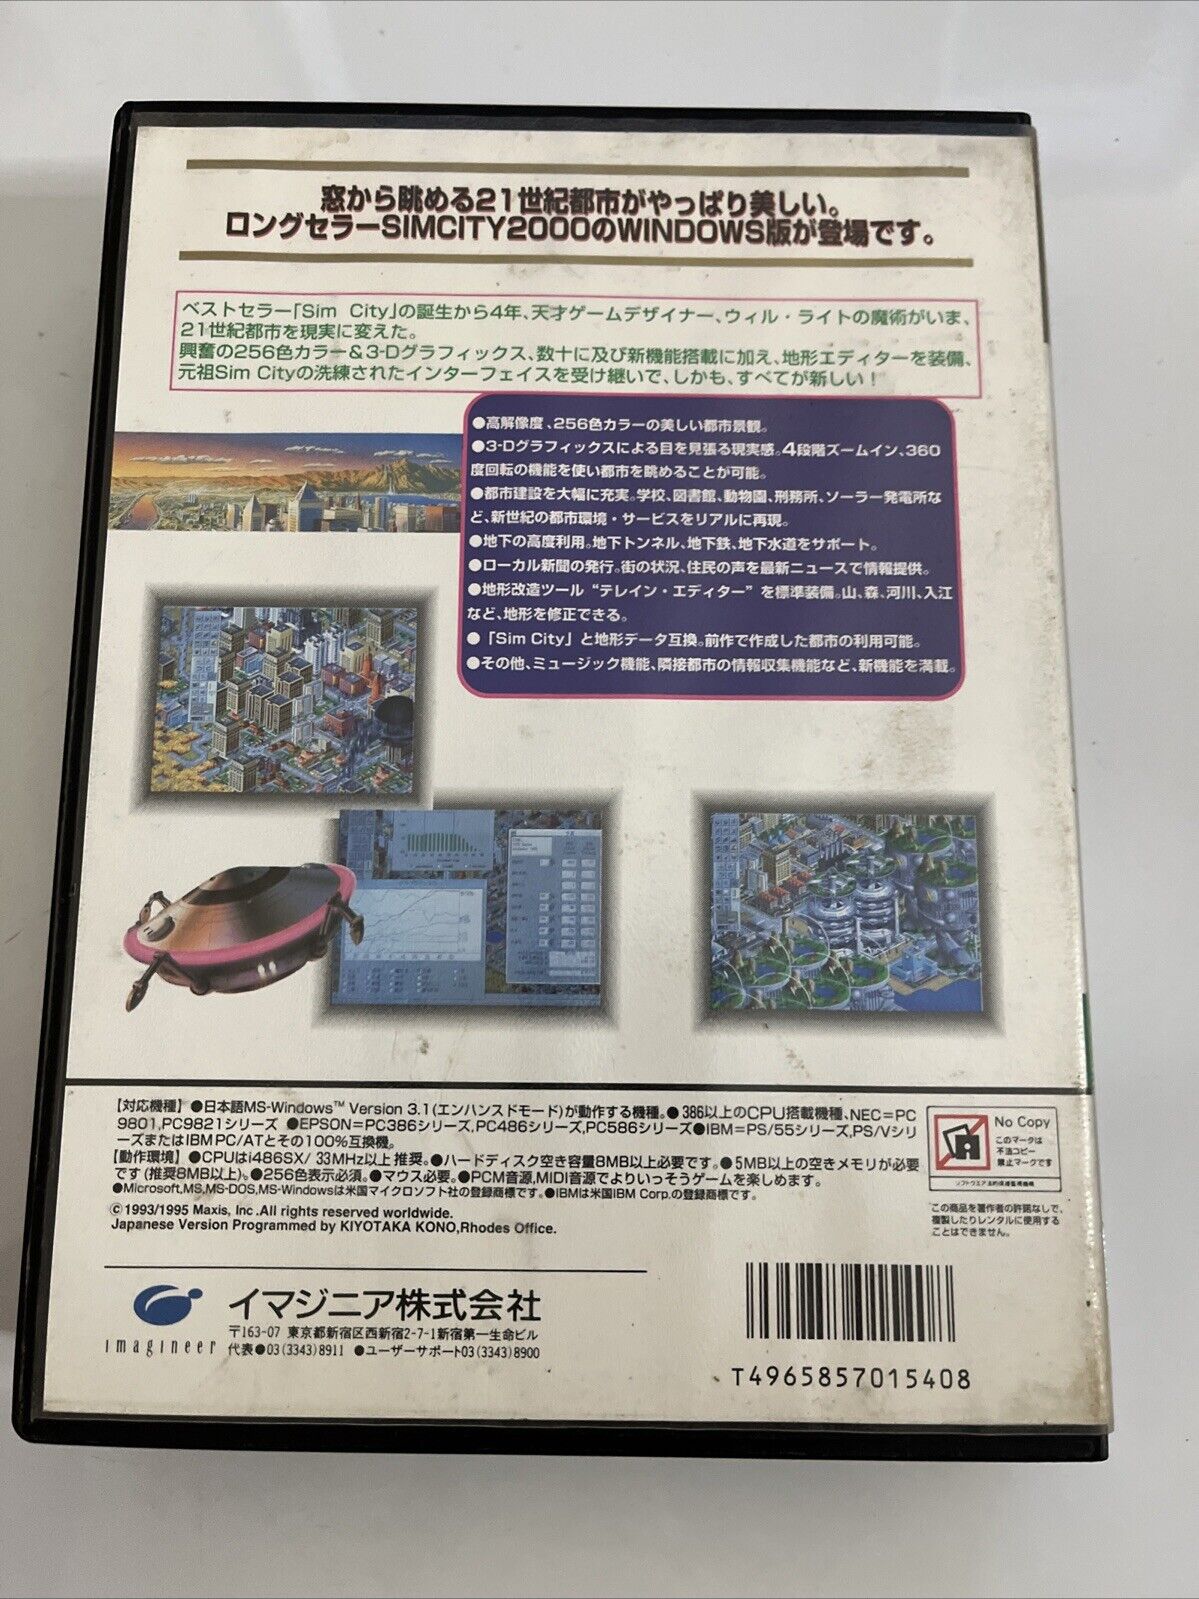 窓から眺める21世紀都市がやっぱり美しい。
ロングセラーSIMCITY2000のWINDOWS版が登場です。
ベストセラー「Sim City」の誕生から4年、天才ゲームデザイナー、ウィル・ライトの魔術がいま、
21世紀都市を現実に変えた。
興奮の256色カラー＆3-Dグラフィックス、数十に及び新機能搭載に加え、地形エディターを装備、
元祖Sim Cityの洗練されたインターフェイスを受け継いで、しかも、すべてが新しい！
●高解像度、256色カラーの美しい都市景観。
●3-Dグラフィックスによる目を見張る現実感。4段階ズームイン、360
度回転の機能を使い都市を眺めることが可能。
●都市建設を大幅に充実。学校、図書館、動物園、刑務所、ソーラー発電所な
ど、新世紀の都市環境・サービスをリアルに再現。
●地下の高度利用。地下トンネル、地下鉄、地下水道をサポート。
●ローカル新聞の発行。街の状況、住民の声を最新ニュースで情報提供。
●地形改造ツール“テレイン・エディター”を標準装備。山、森、河川、入江
など、地形を修正できる。
●「Sim City」と地形データ互換。前作で作成した都市の利用可能。
●その他、ミュージック機能、隣接都市の情報収集機能など、新機能を満載。
【対応機種】●日本語MS-Windows™ Version 3.1(エンハンスドモード)が動作する機種。●386以上のCPU搭載機種、NEC=PC
9801,PC9821シリーズ ●EPSON=PC386シリーズ,PC486シリーズ,PC586シリーズ●IBM=PS/55シリーズ,PS/Vシリ
ーズまたはIBM PC/ATとその100%互換機。
【動作環境】●CPUはi486SX/ 33MHz以上 推奨。●ハードディスク空き容量8MB以上必要です。●5MB以上の空きメモリが必要
です(推奨8MB以上)。●256色表示必須。●マウス必要。●PCM音源,MIDI音源でよりいっそうゲームを楽しめます。
●Microsoft,MS,MS-DOS,MS-Windowsは米国マイクロソフト社の登録商標です。●IBMは米国IBM Corp.の登録商標です。
©1993/1995 Maxis, Inc .All rights reserved worldwide.
Japanese Version Programmed by KIYOTAKA KONO,Rhodes Office.
No Copy
このマークは
不法コピー
禁止マークです
ソフトウエア法的保護監視機構
この商品を著作者の許諾なしで、
複製したりレンタルに使用する
ことはできません。
imagineer
イマジニア株式会社
〒163-07 東京都新宿区西新宿2-7-1新宿第一生命ビル
代表●03(3343)8911 ●ユーザーサポート03(3343)8900
T4965857015408